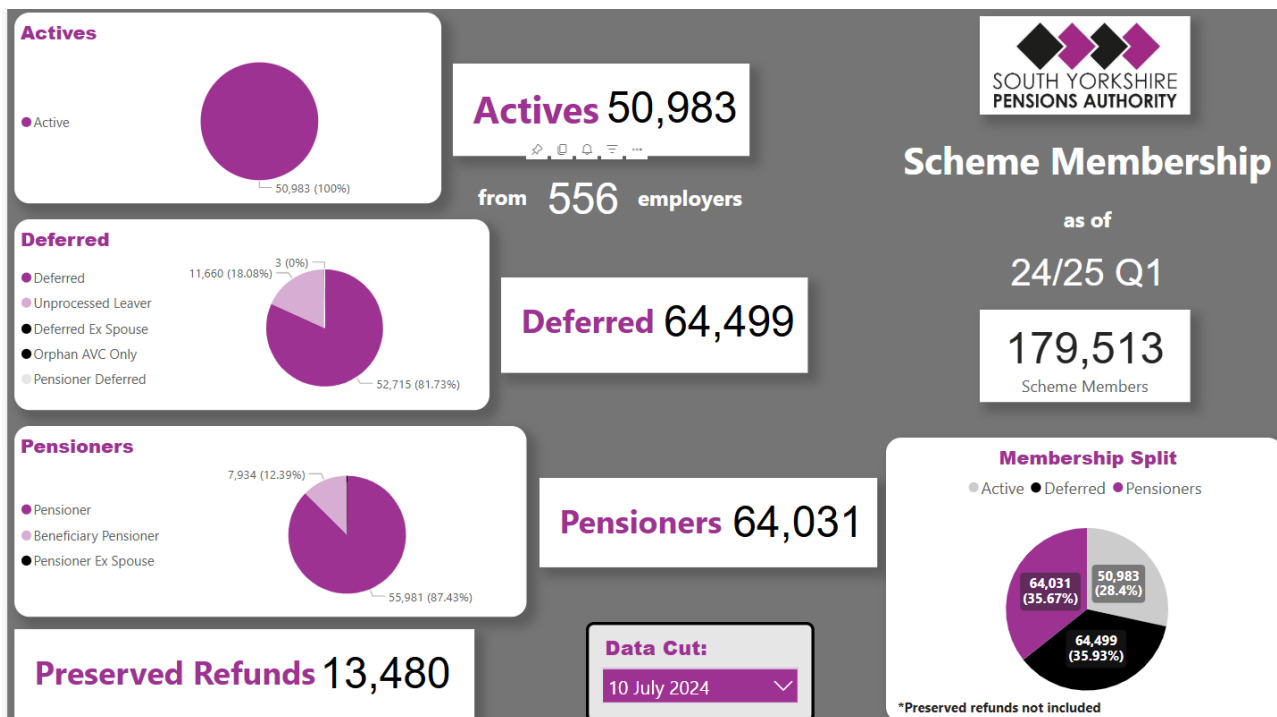 Actives
Active
50,983 (100%)
Actives 50,983
from 556 employers
SOUTH YORKSHIRE
PENSIONS AUTHORITY
Scheme Membership
as of
24/25 Q1
179,513
Scheme Members
Deferred
Deferred
Unprocessed Leaver
Deferred Ex Spouse
Orphan AVC Only
Pensioner Deferred
3 (0%)
11,660 (18.08%)
52,715 (81.73%)
Deferred 64,499
Pensioners
Pensioner
Beneficiary Pensioner
Pensioner Ex Spouse
7,934 (12.39%)
55,981 (87.43%)
Pensioners 64,031
Membership Split
Active Deferred Pensioners
64,031
(35.67%)
50,983
(28.4%)
64,499
(35.93%)
*Preserved refunds not included
Preserved Refunds 13,480
Data Cut:
10 July 2024